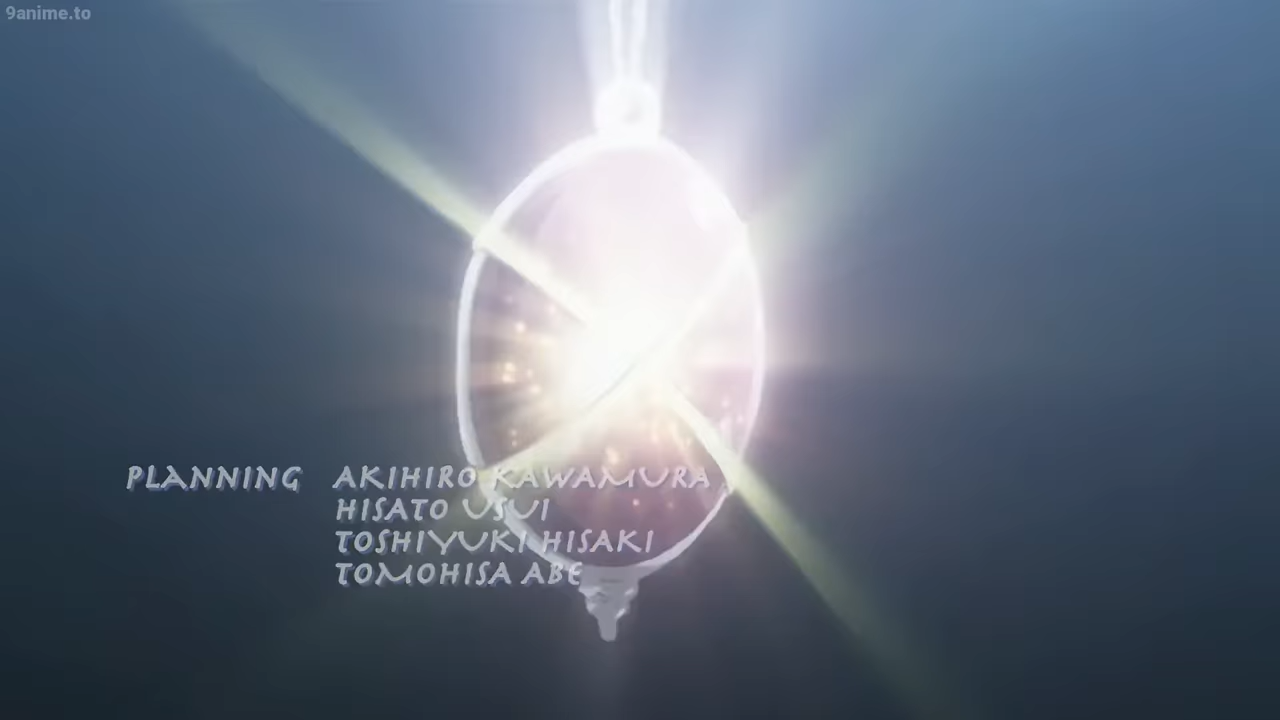 9anime.to
PLANNING AKIHIRO KAWAMURA
HISATO USUI
TOSHIYUKI HISAKI
TOMOHISA ABE